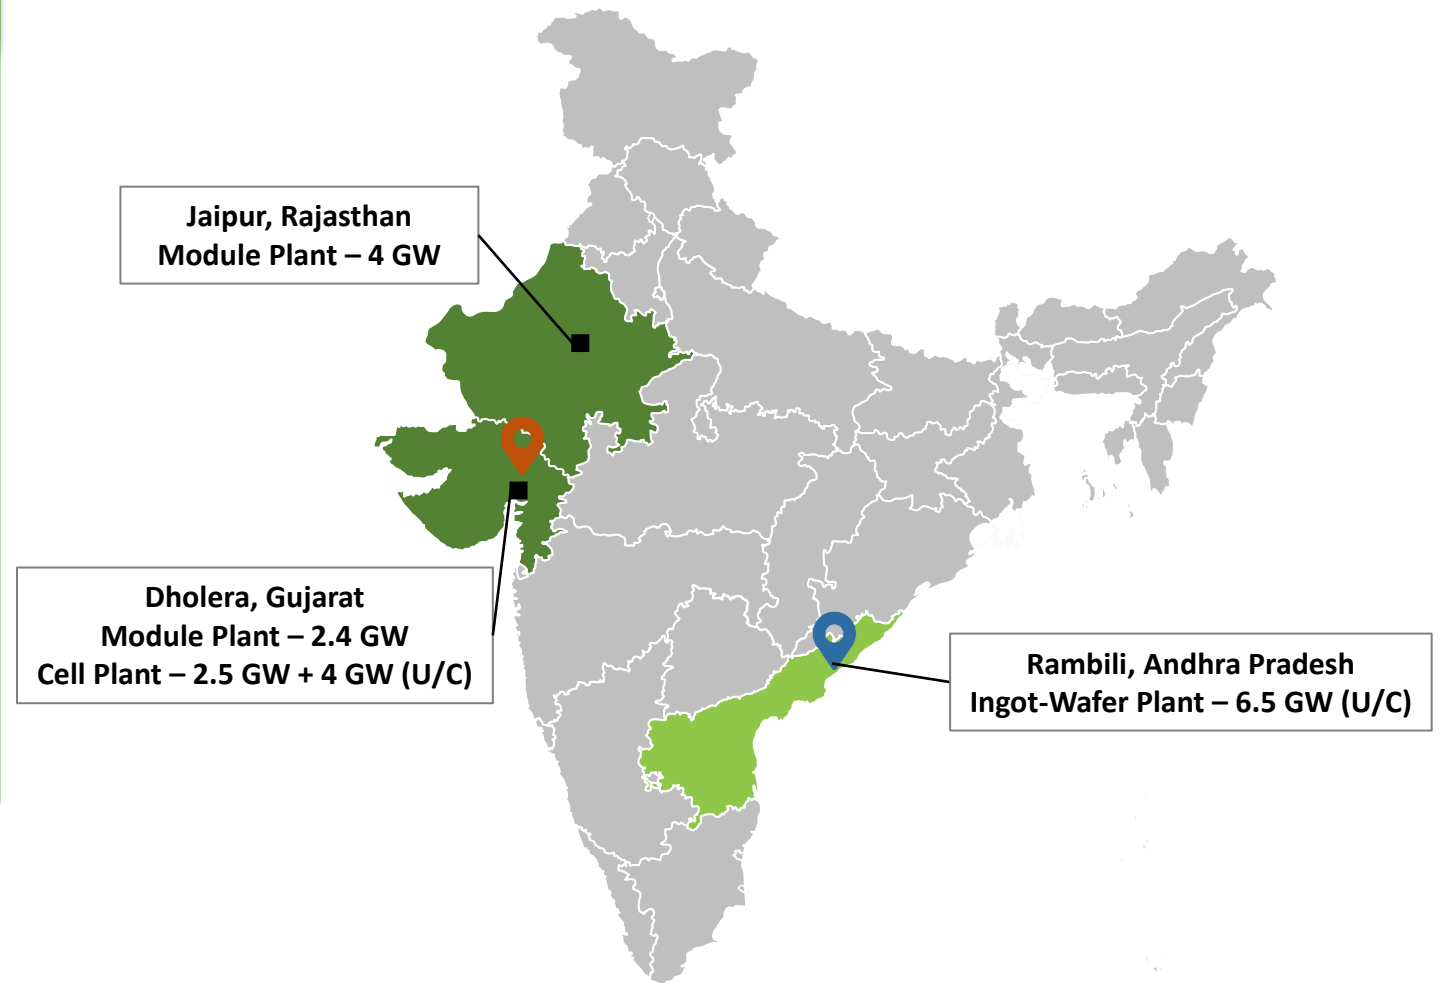 Jaipur, Rajasthan
Module Plant – 4 GW
Dholera, Gujarat
Module Plant – 2.4 GW
Cell Plant – 2.5 GW + 4 GW (U/C)
Rambili, Andhra Pradesh
Ingot-Wafer Plant – 6.5 GW (U/C)